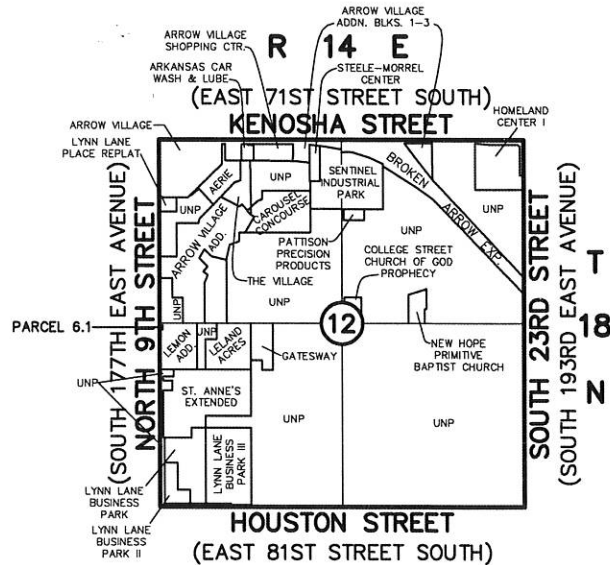 ARROW VILLAGE
ADDN. BLKS. 1-3
ARROW VILLAGE
SHOPPING CTR.
R 14 E
ARKANSAS CAR
WASH & LUBE
STEELE-MORREL
CENTER
(EAST 71ST STREET SOUTH)
KENOSHA STREET
HOMELAND
CENTER I
ARROW VILLAGE
LYNN LANE
PLACE REPLAT
AERIE
UNP
SENTINEL
INDUSTRIAL
PARK
BROKEN
ARROW EXP.
UNP
UNP
CAROUSEL
CONCOURSE
ARROW VILLAGE
ADD.
PATTISON
PRECISION
PRODUCTS
UNP
COLLEGE STREET
CHURCH OF GOD
PROPHECY
THE VILLAGE
UNP
UNP
PARCEL 6.1
12
LEMON
ADD.
UNP
LELAND
ACRES
GATESWAY
NEW HOPE
PRIMITIVE
BAPTIST CHURCH
UNP
ST. ANNE'S
EXTENDED
UNP
UNP
LYNN LANE
BUSINESS
PARK III
LYNN LANE
BUSINESS
PARK
LYNN LANE
BUSINESS
PARK II
(SOUTH 177TH EAST AVENUE)
NORTH 9TH STREET
SOUTH 23RD STREET
(SOUTH 193RD EAST AVENUE)
T
18
N
HOUSTON STREET
(EAST 81ST STREET SOUTH)